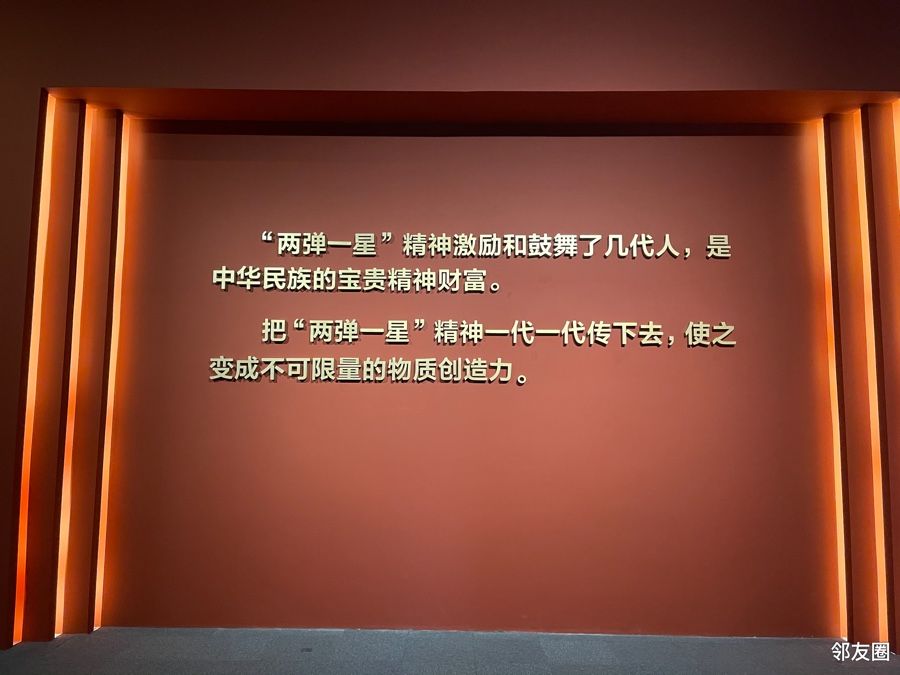 “两弹一星”精神激励和鼓舞了几代人，是
中华民族的宝贵精神财富。
把“两弹一星”精神一代一代传下去，使之
变成不可限量的物质创造力。
邻友圈